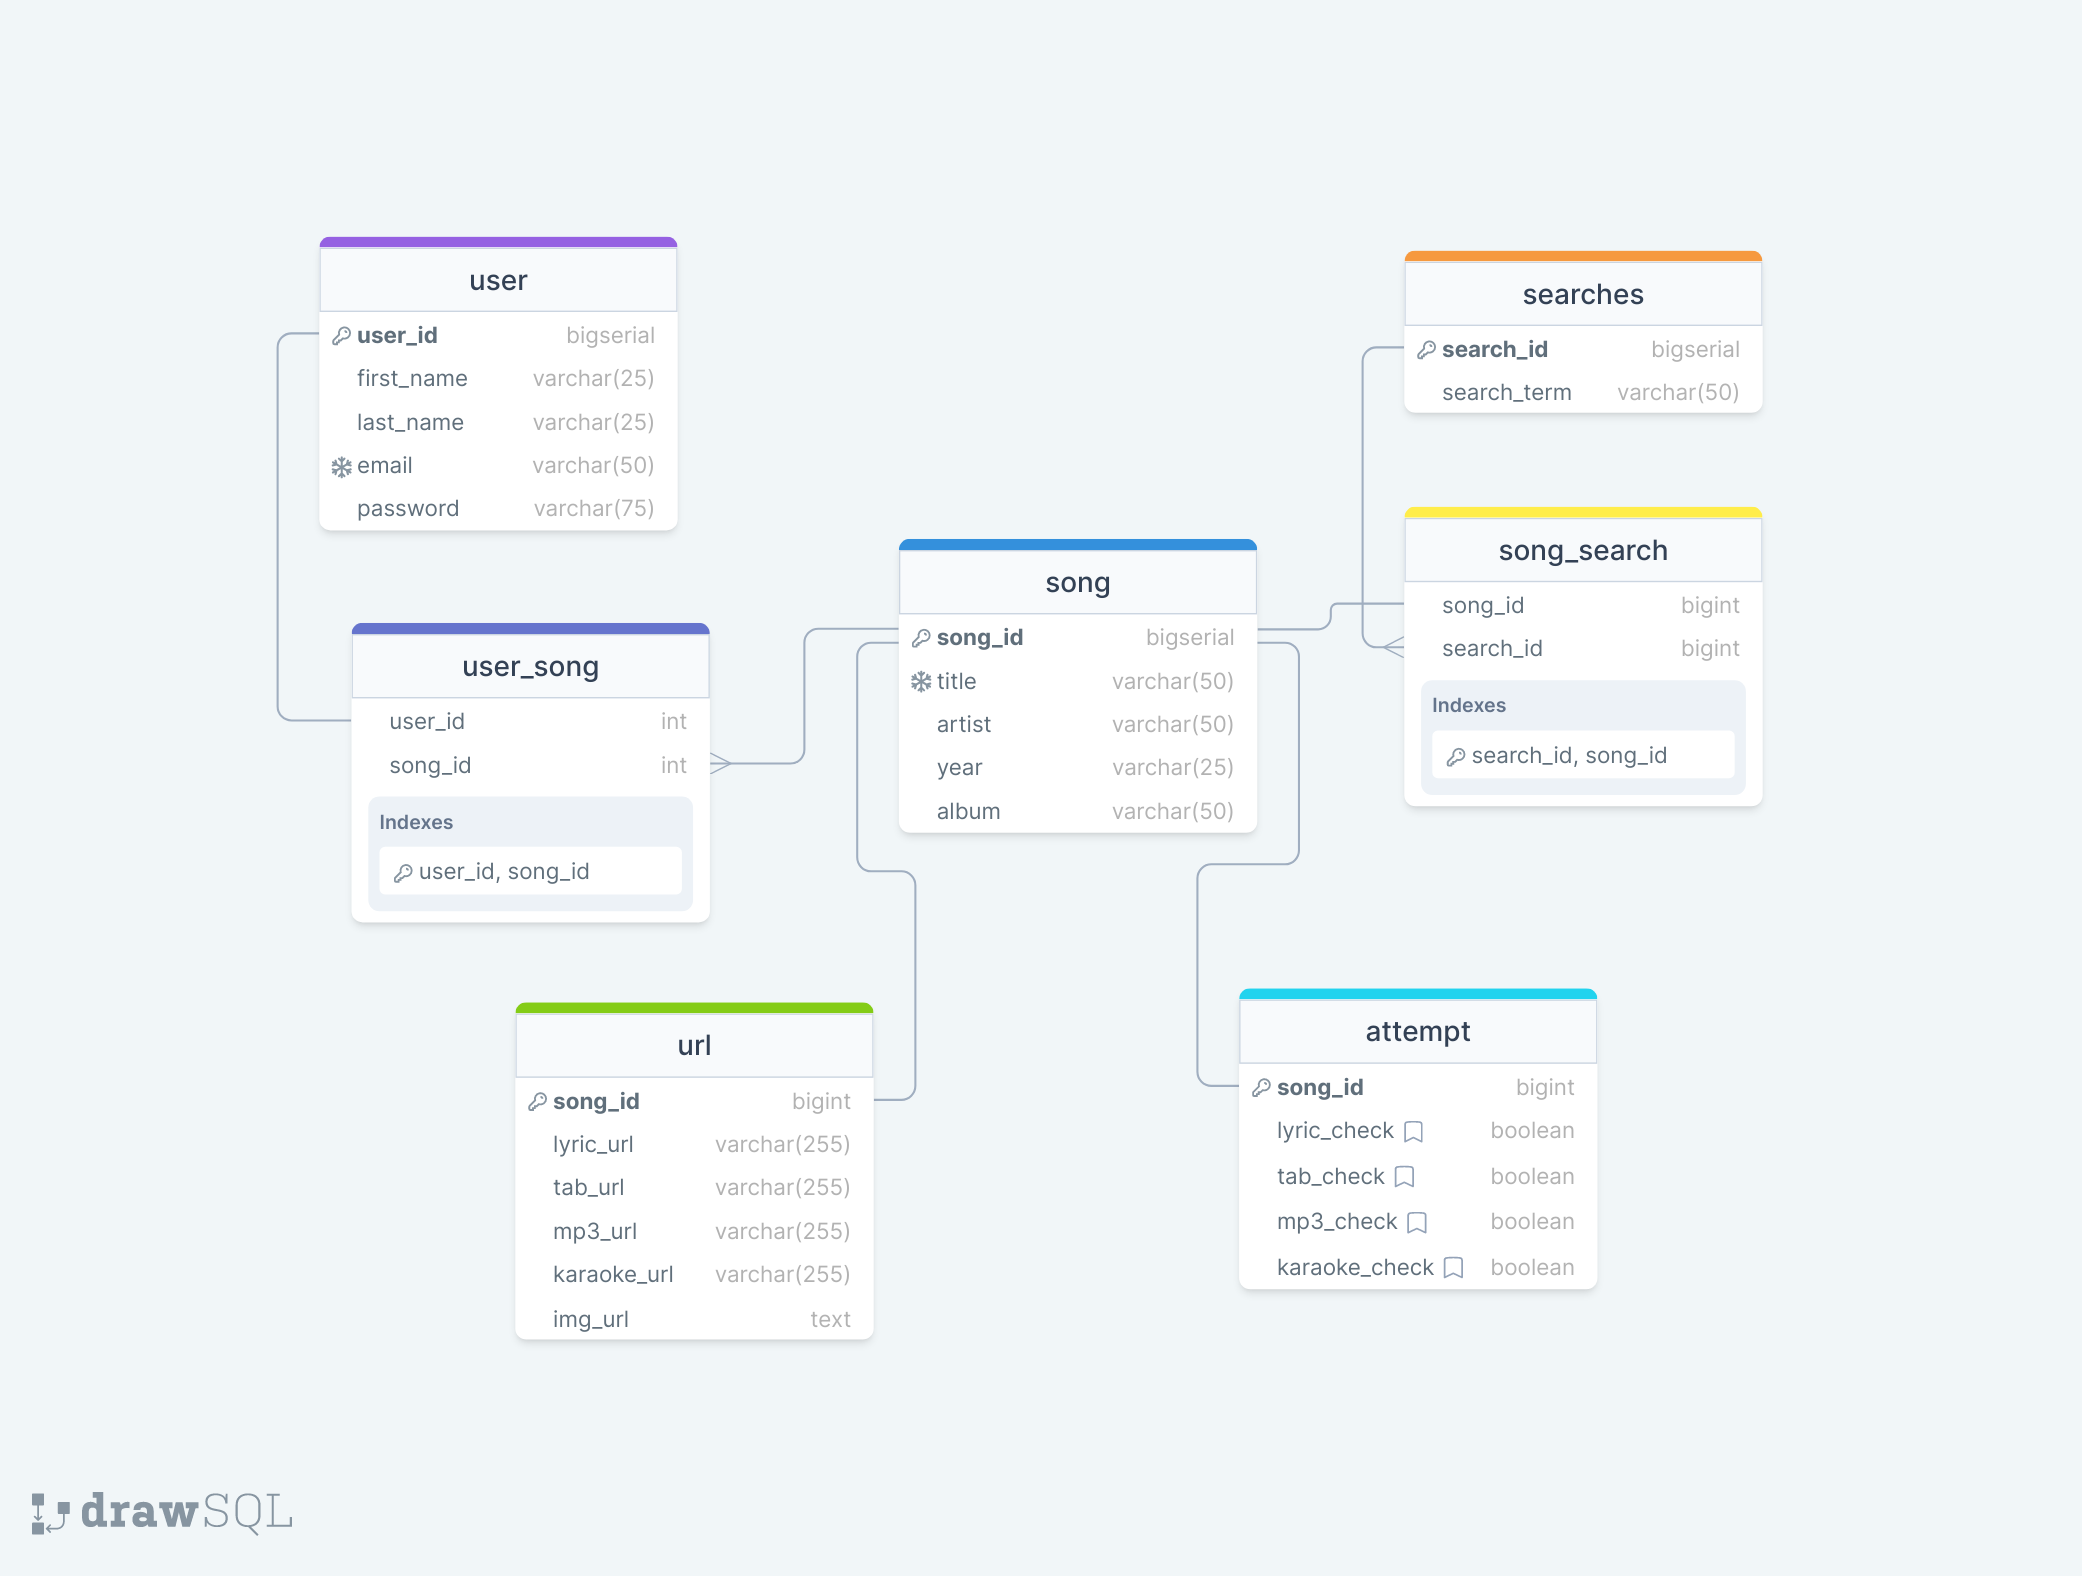 user
user_id bigserial
first_name varchar(25)
last_name varchar(25)
email varchar(50)
password varchar(75)
searches
search_id bigserial
search_term varchar(50)
song_search
song_id bigint
search_id bigint
Indexes
search_id, song_id
song
song_id bigserial
title varchar(50)
artist varchar(50)
year varchar(25)
album varchar(50)
user_song
user_id int
song_id int
Indexes
user_id, song_id
url
song_id bigint
lyric_url varchar(255)
tab_url varchar(255)
mp3_url varchar(255)
karaoke_url varchar(255)
img_url text
attempt
song_id bigint
lyric_check boolean
tab_check boolean
mp3_check boolean
karaoke_check boolean
drawSQL